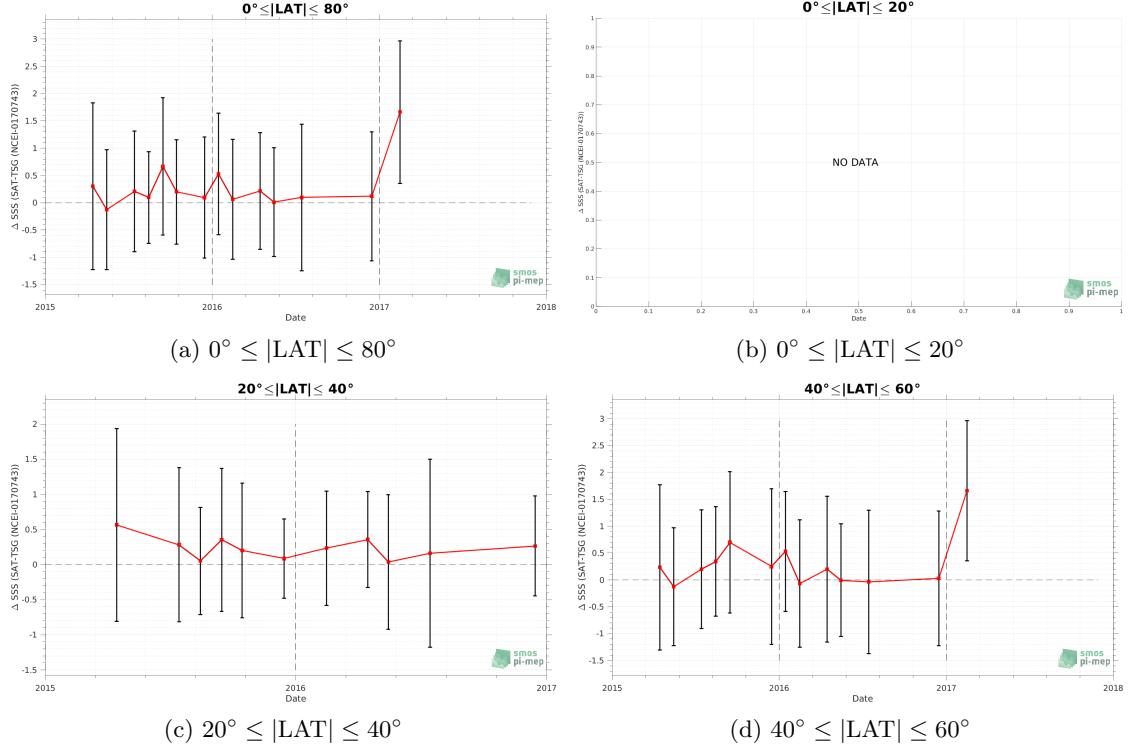 0°≤|LAT|≤ 80°
Δ SSS (SAT-TSG (NCEI-0170743))
3
2.5
2
1.5
1
0.5
0
-0.5
-1
-1.5
2015
2016
2017
2018
Date
smos
pi-mep
(a) 0° ≤ |LAT| ≤ 80°
0°≤|LAT|≤ 20°
Δ SSS (SAT-TSG (NCEI-0170743))
1
0.9
0.8
0.7
0.6
0.5
0.4
0.3
0.2
0.1
0
NO DATA
0
0.1
0.2
0.3
0.4
0.5
0.6
0.7
0.8
0.9
1
Date
smos
pi-mep
(b) 0° ≤ |LAT| ≤ 20°
20°≤|LAT|≤ 40°
Δ SSS (SAT-TSG (NCEI-0170743))
2
1.5
1
0.5
0
-0.5
-1
-1.5
2015
2016
2017
Date
smos
pi-mep
(c) 20° ≤ |LAT| ≤ 40°
40°≤|LAT|≤ 60°
Δ SSS (SAT-TSG (NCEI-0170743))
3
2.5
2
1.5
1
0.5
0
-0.5
-1
-1.5
2015
2016
2017
2018
Date
smos
pi-mep
(d) 40° ≤ |LAT| ≤ 60°